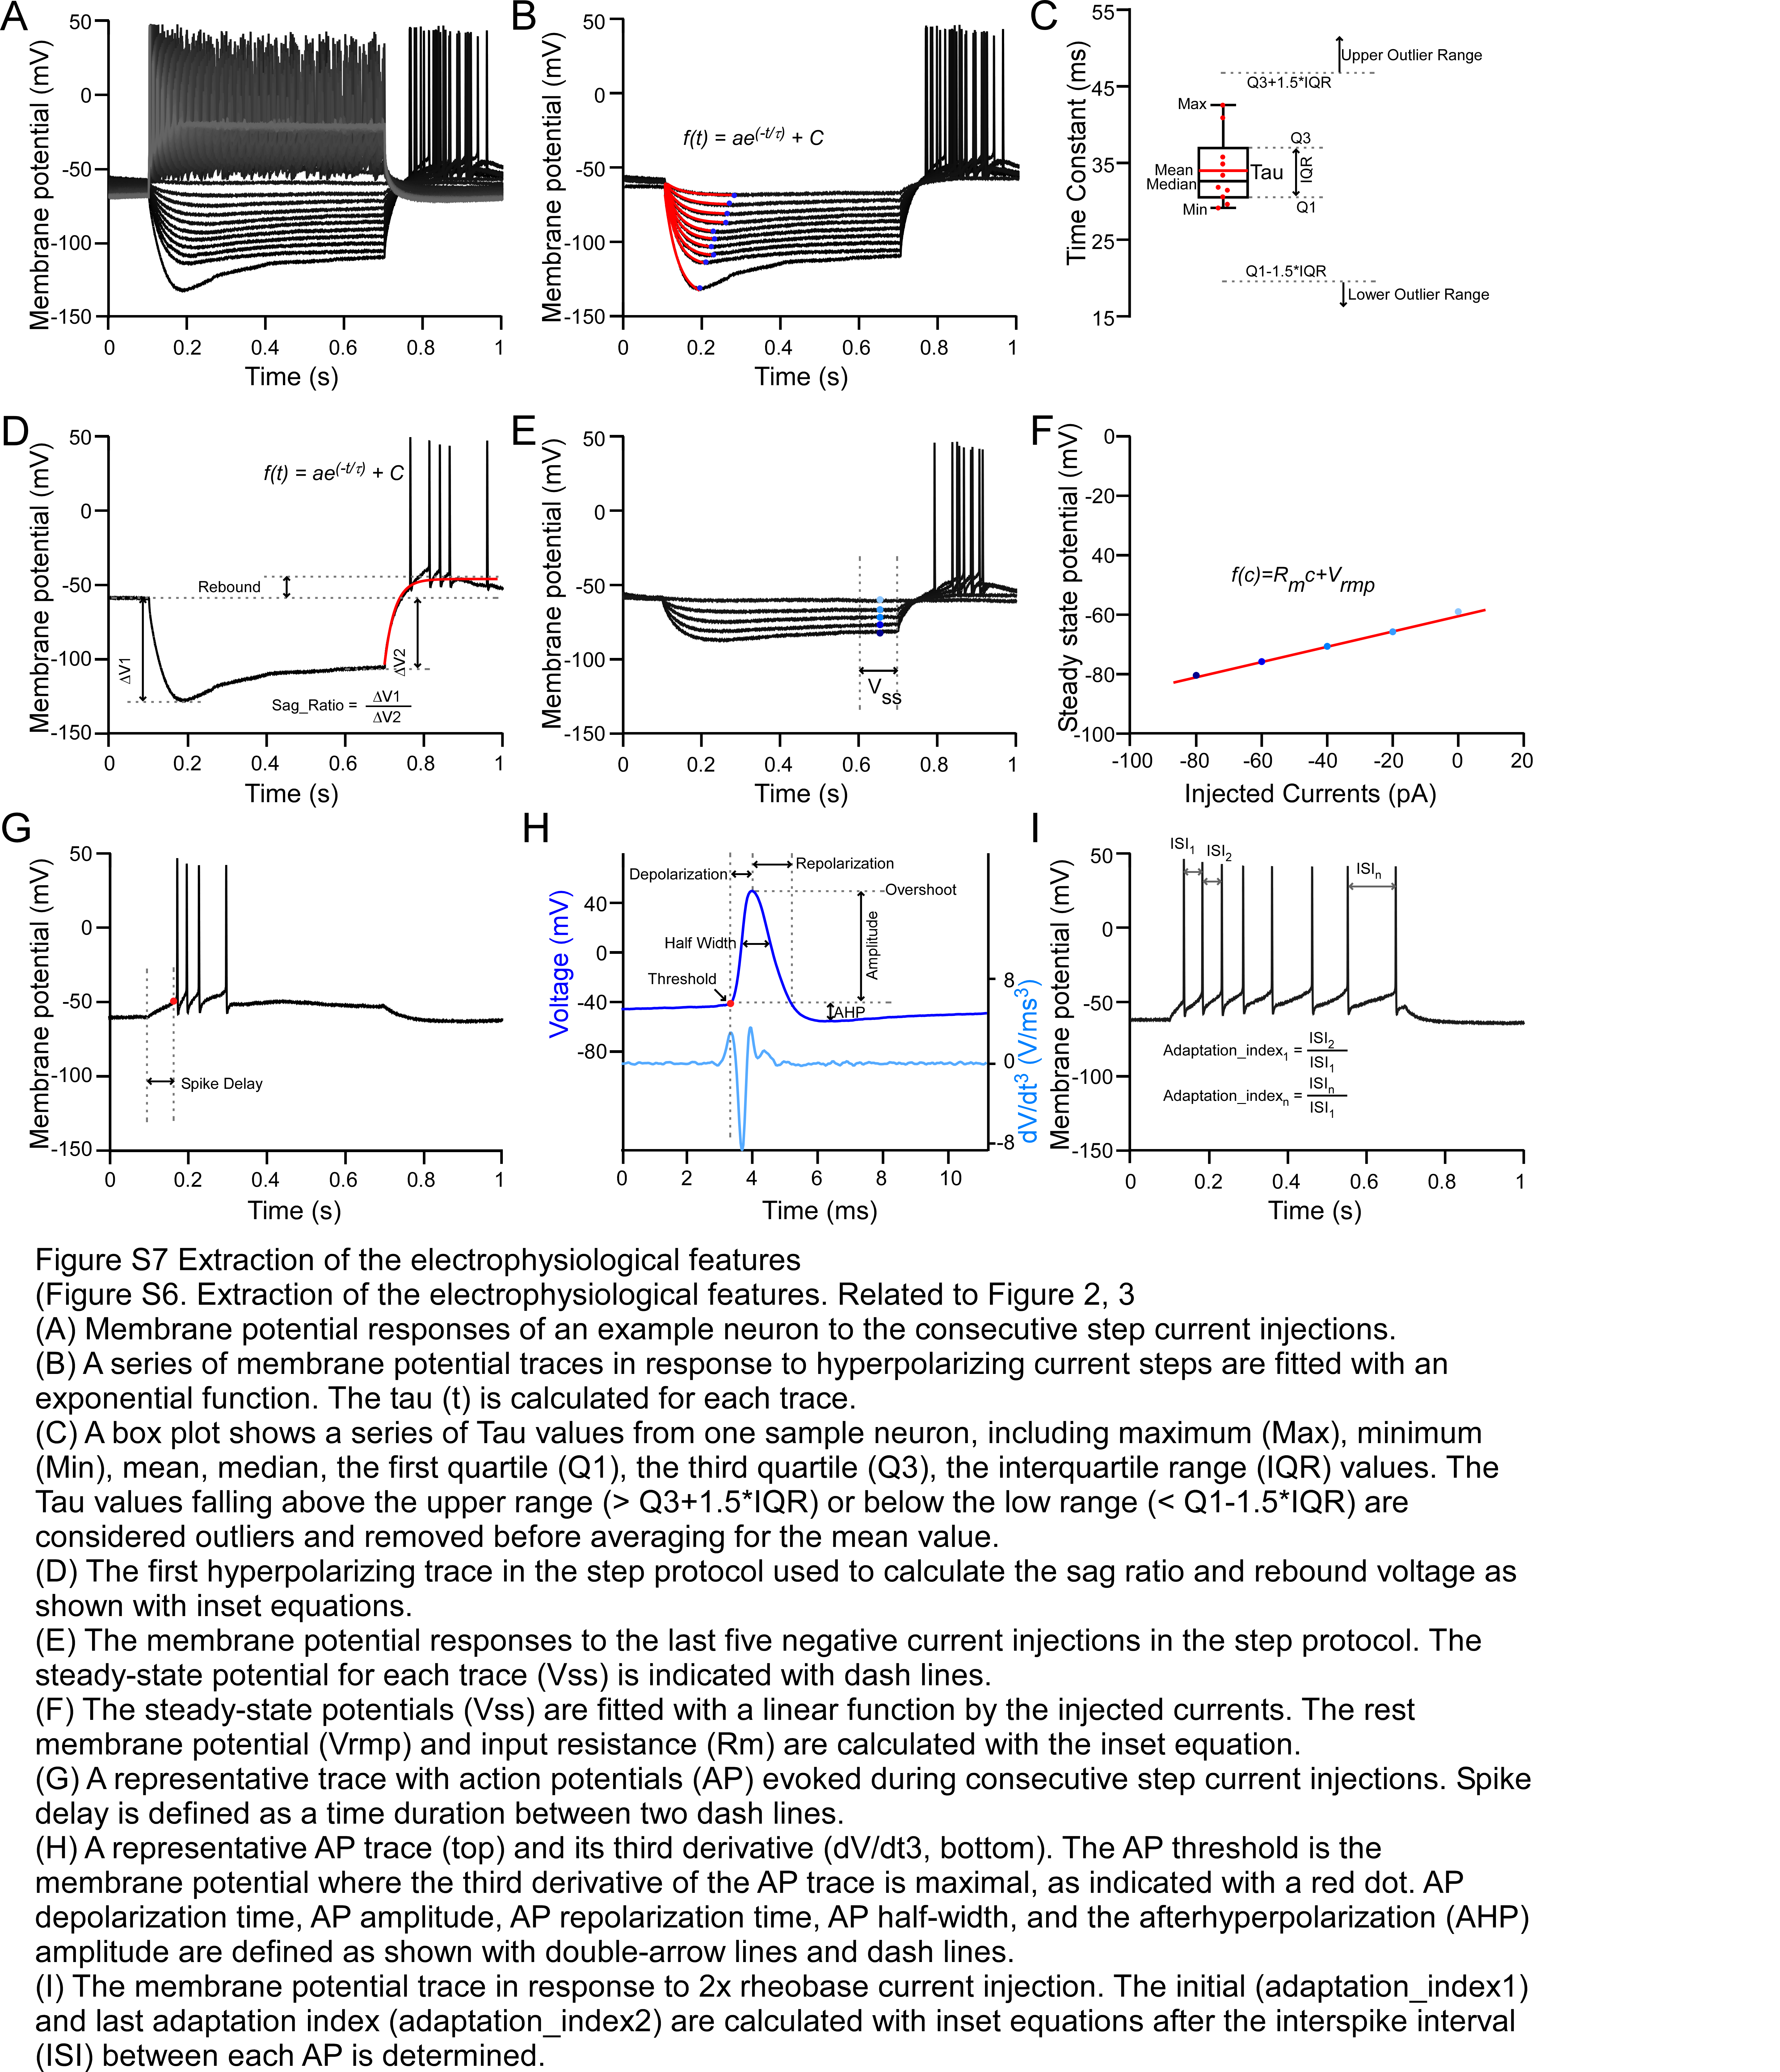 A
50
0
-50
-100
-150
Membrane potential (mV)
0 0.2 0.4 0.6 0.8 1
Time (s)
B
50
0
-50
-100
-150
Membrane potential (mV)
f(t) = ae(-t/τ) + C
0 0.2 0.4 0.6 0.8 1
Time (s)
C
55
45
35
25
15
Time Constant (ms)
Upper Outlier Range
Q3+1.5*IQR
Max
Q3
Mean
Median
Tau
IQR
Min
Q1
Q1-1.5*IQR
Lower Outlier Range
D
50
0
-50
-100
-150
Membrane potential (mV)
f(t) = ae(-t/τ) + C
Rebound
ΔV1
ΔV2
Sag_Ratio = ΔV1
ΔV2
0 0.2 0.4 0.6 0.8 1
Time (s)
E
50
0
-50
-100
-150
Membrane potential (mV)
Vss
0 0.2 0.4 0.6 0.8 1
Time (s)
F
0
-20
-40
-60
-80
-100
Steady state potential (mV)
f(c)=Rmc+Vrmp
-100 -80 -60 -40 -20 0 20
Injected Currents (pA)
G
50
0
-50
-100
-150
Membrane potential (mV)
Spike Delay
0 0.2 0.4 0.6 0.8 1
Time (s)
H
40
0
-40
-80
Voltage (mV)
Depolarization
Repolarization
Overshoot
Half Width
Amplitude
Threshold
AHP
8
0
-8
dV/dt3 (V/ms3)
0 2 4 6 8 10
Time (ms)
I
50
0
-50
-100
-150
Membrane potential (mV)
ISI1
ISI2
ISIn
Adaptation_index1 = ISI2
ISI1
Adaptation_indexn = ISIn
ISI1
0 0.2 0.4 0.6 0.8 1
Time (s)
Figure S7 Extraction of the electrophysiological features
(Figure S6. Extraction of the electrophysiological features. Related to Figure 2, 3
(A) Membrane potential responses of an example neuron to the consecutive step current injections.
(B) A series of membrane potential traces in response to hyperpolarizing current steps are fitted with an
exponential function. The tau (t) is calculated for each trace.
(C) A box plot shows a series of Tau values from one sample neuron, including maximum (Max), minimum
(Min), mean, median, the first quartile (Q1), the third quartile (Q3), the interquartile range (IQR) values. The
Tau values falling above the upper range (> Q3+1.5*IQR) or below the low range (< Q1-1.5*IQR) are
considered outliers and removed before averaging for the mean value.
(D) The first hyperpolarizing trace in the step protocol used to calculate the sag ratio and rebound voltage as
shown with inset equations.
(E) The membrane potential responses to the last five negative current injections in the step protocol. The
steady-state potential for each trace (Vss) is indicated with dash lines.
(F) The steady-state potentials (Vss) are fitted with a linear function by the injected currents. The rest
membrane potential (Vrmp) and input resistance (Rm) are calculated with the inset equation.
(G) A representative trace with action potentials (AP) evoked during consecutive step current injections. Spike
delay is defined as a time duration between two dash lines.
(H) A representative AP trace (top) and its third derivative (dV/dt3, bottom). The AP threshold is the
membrane potential where the third derivative of the AP trace is maximal, as indicated with a red dot. AP
depolarization time, AP amplitude, AP repolarization time, AP half-width, and the afterhyperpolarization (AHP)
amplitude are defined as shown with double-arrow lines and dash lines.
(I) The membrane potential trace in response to 2x rheobase current injection. The initial (adaptation_index1)
and last adaptation index (adaptation_index2) are calculated with inset equations after the interspike interval
(ISI) between each AP is determined.